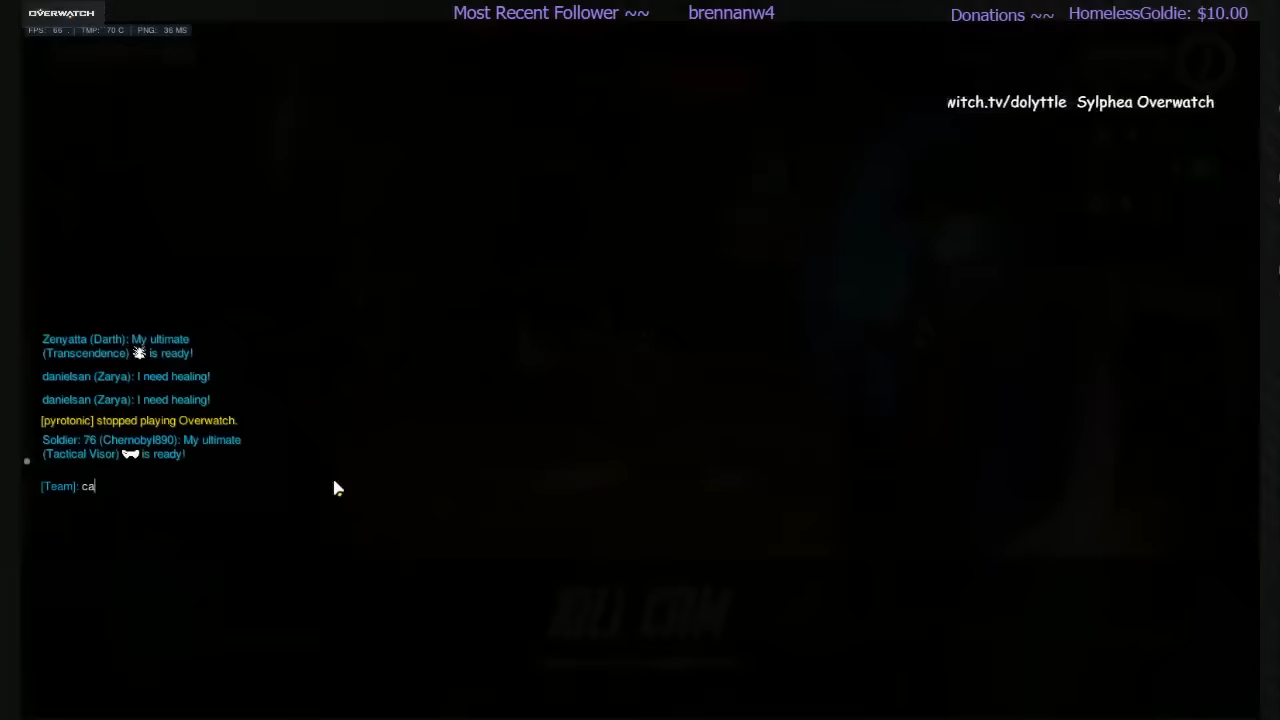 OVERWATCH
Most Recent Follower ~~ brennanw4
Donations ~~ HomelessGoldie: $10.00
FPS: 66 . | TMP: 70 C | PNG: 36 MS
witch.tv/dolyttle Sylphea Overwatch
Zenyatta (Darth): My ultimate
(Transcendence) is ready!
danielsan (Zarya): I need healing!
danielsan (Zarya): I need healing!
[pyrotonic] stopped playing Overwatch.
Soldier: 76 (Chernobyl890): My ultimate
(Tactical Visor) is ready!
[Team]: ca